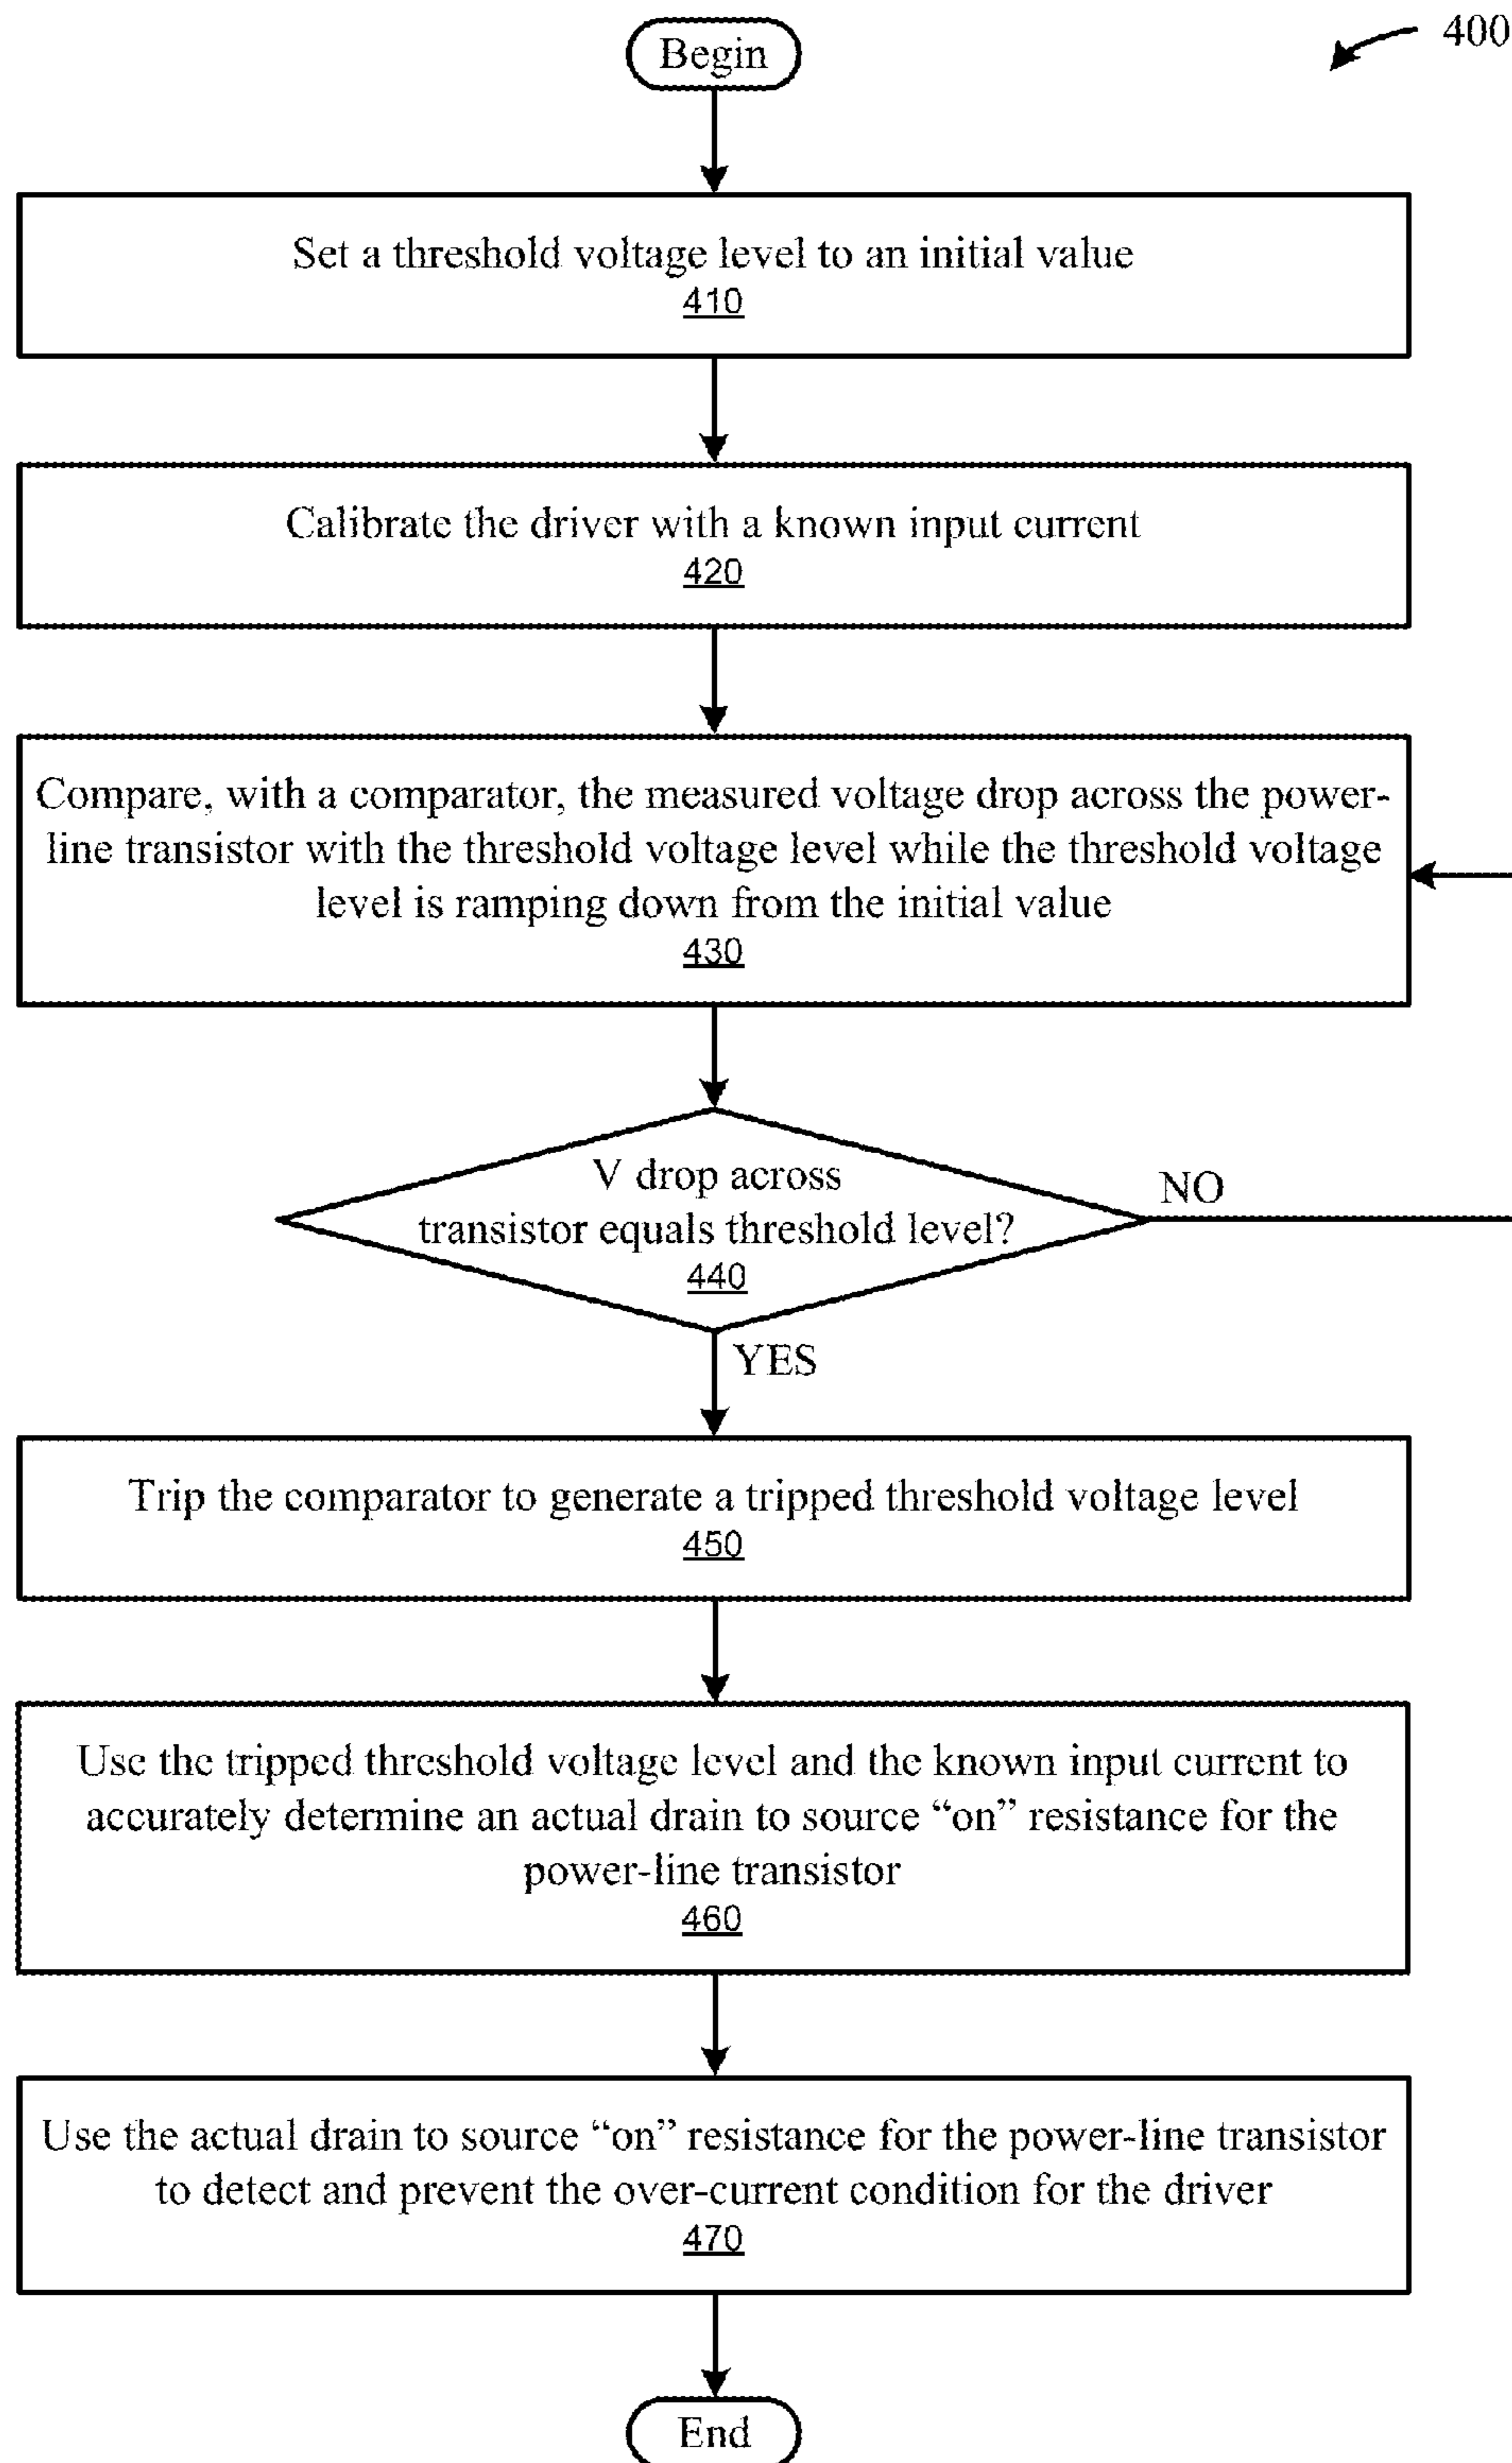 400
Begin
Set a threshold voltage level to an initial value
410
Calibrate the driver with a known input current
420
Compare, with a comparator, the measured voltage drop across the power-
line transistor with the threshold voltage level while the threshold voltage
level is ramping down from the initial value
430
V drop across
transistor equals threshold level?
440
NO
YES
Trip the comparator to generate a tripped threshold voltage level
450
Use the tripped threshold voltage level and the known input current to
accurately determine an actual drain to source “on” resistance for the
power-line transistor
460
Use the actual drain to source “on” resistance for the power-line transistor
to detect and prevent the over-current condition for the driver
470
End